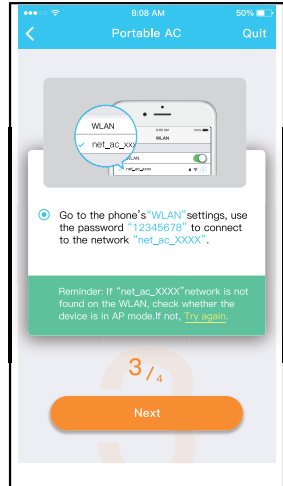 8:08 AM 50%
Portable AC Quit
WLAN
net_ac_xxx
WLAN
WLAN
net_ac_xxxx
Go to the phone's“WLAN”settings, use
the password “12345678” to connect
to the network “net_ac_XXXX”.
Reminder: If “net_ac_XXXX”network is not
found on the WLAN, check whether the
device is in AP mode.If not, Try again.
3/4
3
Next